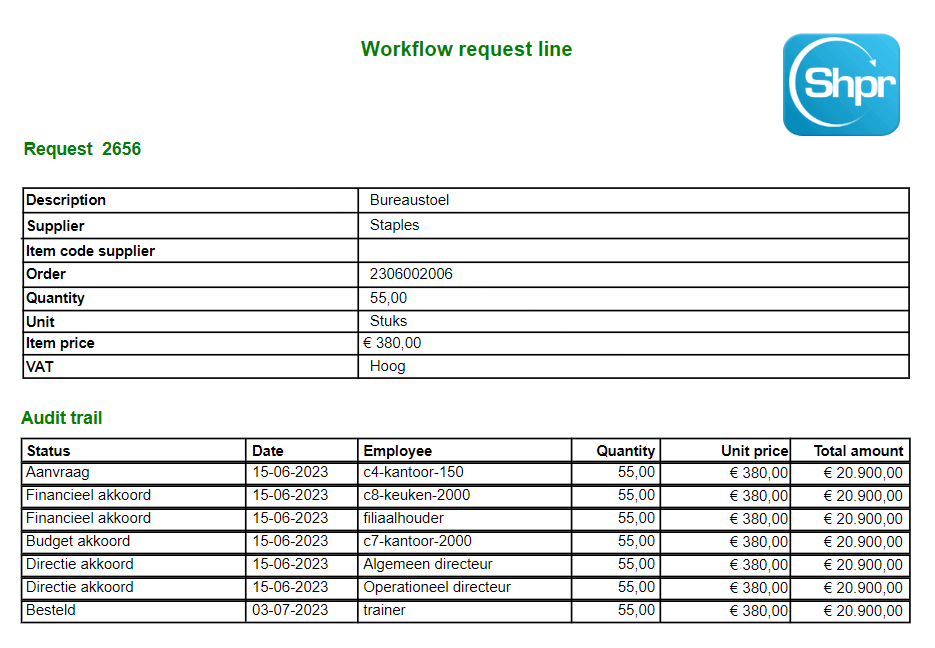 Workflow request line
Shpr
Request 2656
Description Bureaustoel
Supplier Staples
Item code supplier
Order 2306002006
Quantity 55,00
Unit Stuks
Item price € 380,00
VAT Hoog
Audit trail
Status Date Employee Quantity Unit price Total amount
Aanvraag 15-06-2023 c4-kantoor-150 55,00 € 380,00 € 20.900,00
Financieel akkoord 15-06-2023 c8-keuken-2000 55,00 € 380,00 € 20.900,00
Financieel akkoord 15-06-2023 filiaalhouder 55,00 € 380,00 € 20.900,00
Budget akkoord 15-06-2023 c7-kantoor-2000 55,00 € 380,00 € 20.900,00
Directie akkoord 15-06-2023 Algemeen directeur 55,00 € 380,00 € 20.900,00
Directie akkoord 15-06-2023 Operationeel directeur 55,00 € 380,00 € 20.900,00
Besteld 03-07-2023 trainer 55,00 € 380,00 € 20.900,00